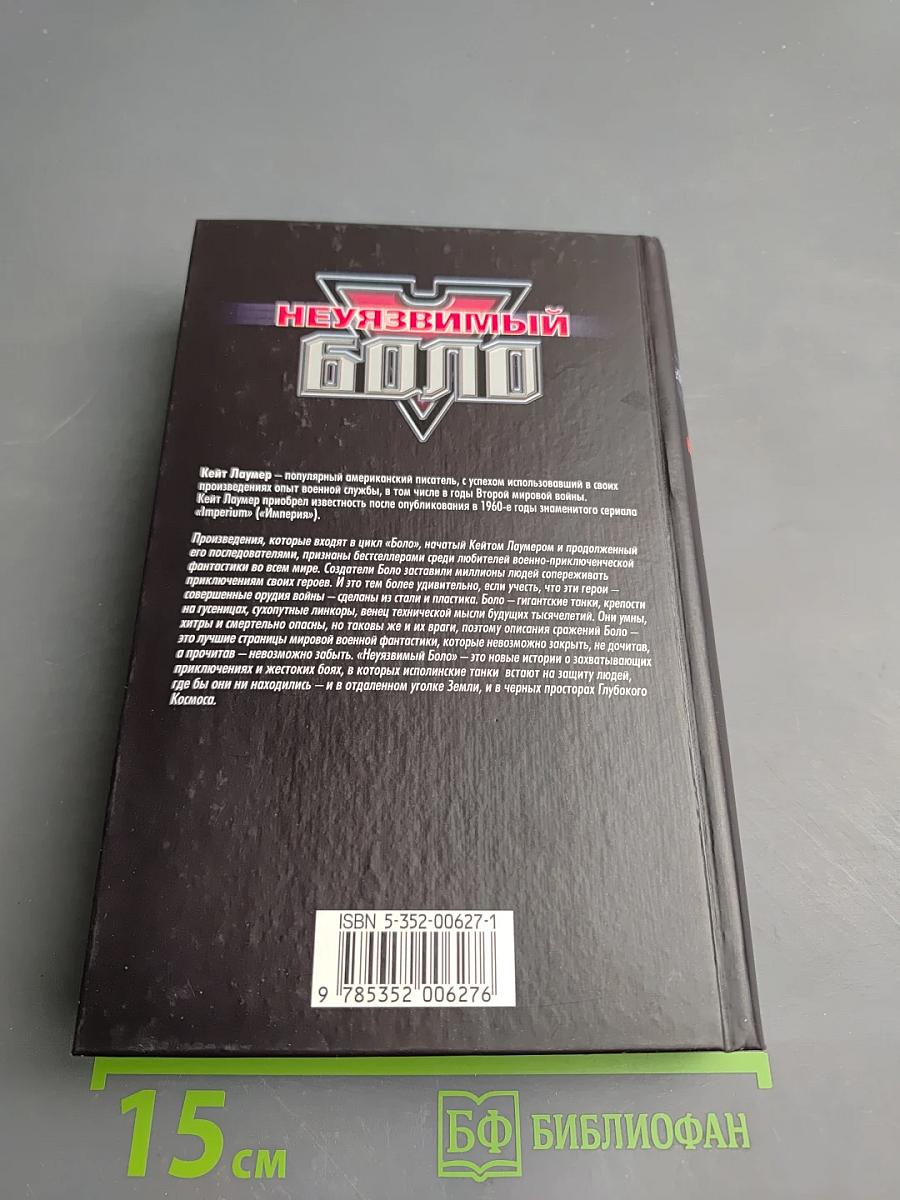 НЕУЯЗВИМЫЙ
БОЛО
Кейт Лаумер – популярный американский писатель, с успехом использовавший в своих
произведениях опыт военной службы, в том числе в годы Второй мировой войны.
Кейт Лаумер приобрел известность после опубликования в 1960-е годы знаменитого сериала
«Imperium» («Империя»).
Произведения, которые входят в цикл «Боло», начатый Кейтом Лаумером и продолженный
его последователями, признаны бестселлерами среди любителей военно-приключенческой
фантастики во всем мире. Создатели Боло заставили миллионы людей сопереживать
приключениям своих героев. И это тем более удивительно, если учесть, что эти герои –
совершенные орудия войны – сделаны из стали и пластика. Боло – гигантские танки, крепости
на гусеницах, сухопутные линкоры, венец технической мысли будущих тысячелетий. Они умны,
хитры и смертельно опасны, но таковы же и их враги, поэтому описания сражений Боло –
это лучшие страницы мировой военной фантастики, которые невозможно закрыть, не дочитав,
а прочитав – невозможно забыть. «Неуязвимый Боло» – это новые истории о захватывающих
приключениях и жестоких боях, в которых исполинские танки встают на защиту людей,
где бы они ни находились – и в отдаленном уголке Земли, и в черных просторах Глубокого
Космоса.
ISBN 5-352-00627-1
9 785352 006276
15 см
БФ БИБЛИОФАН